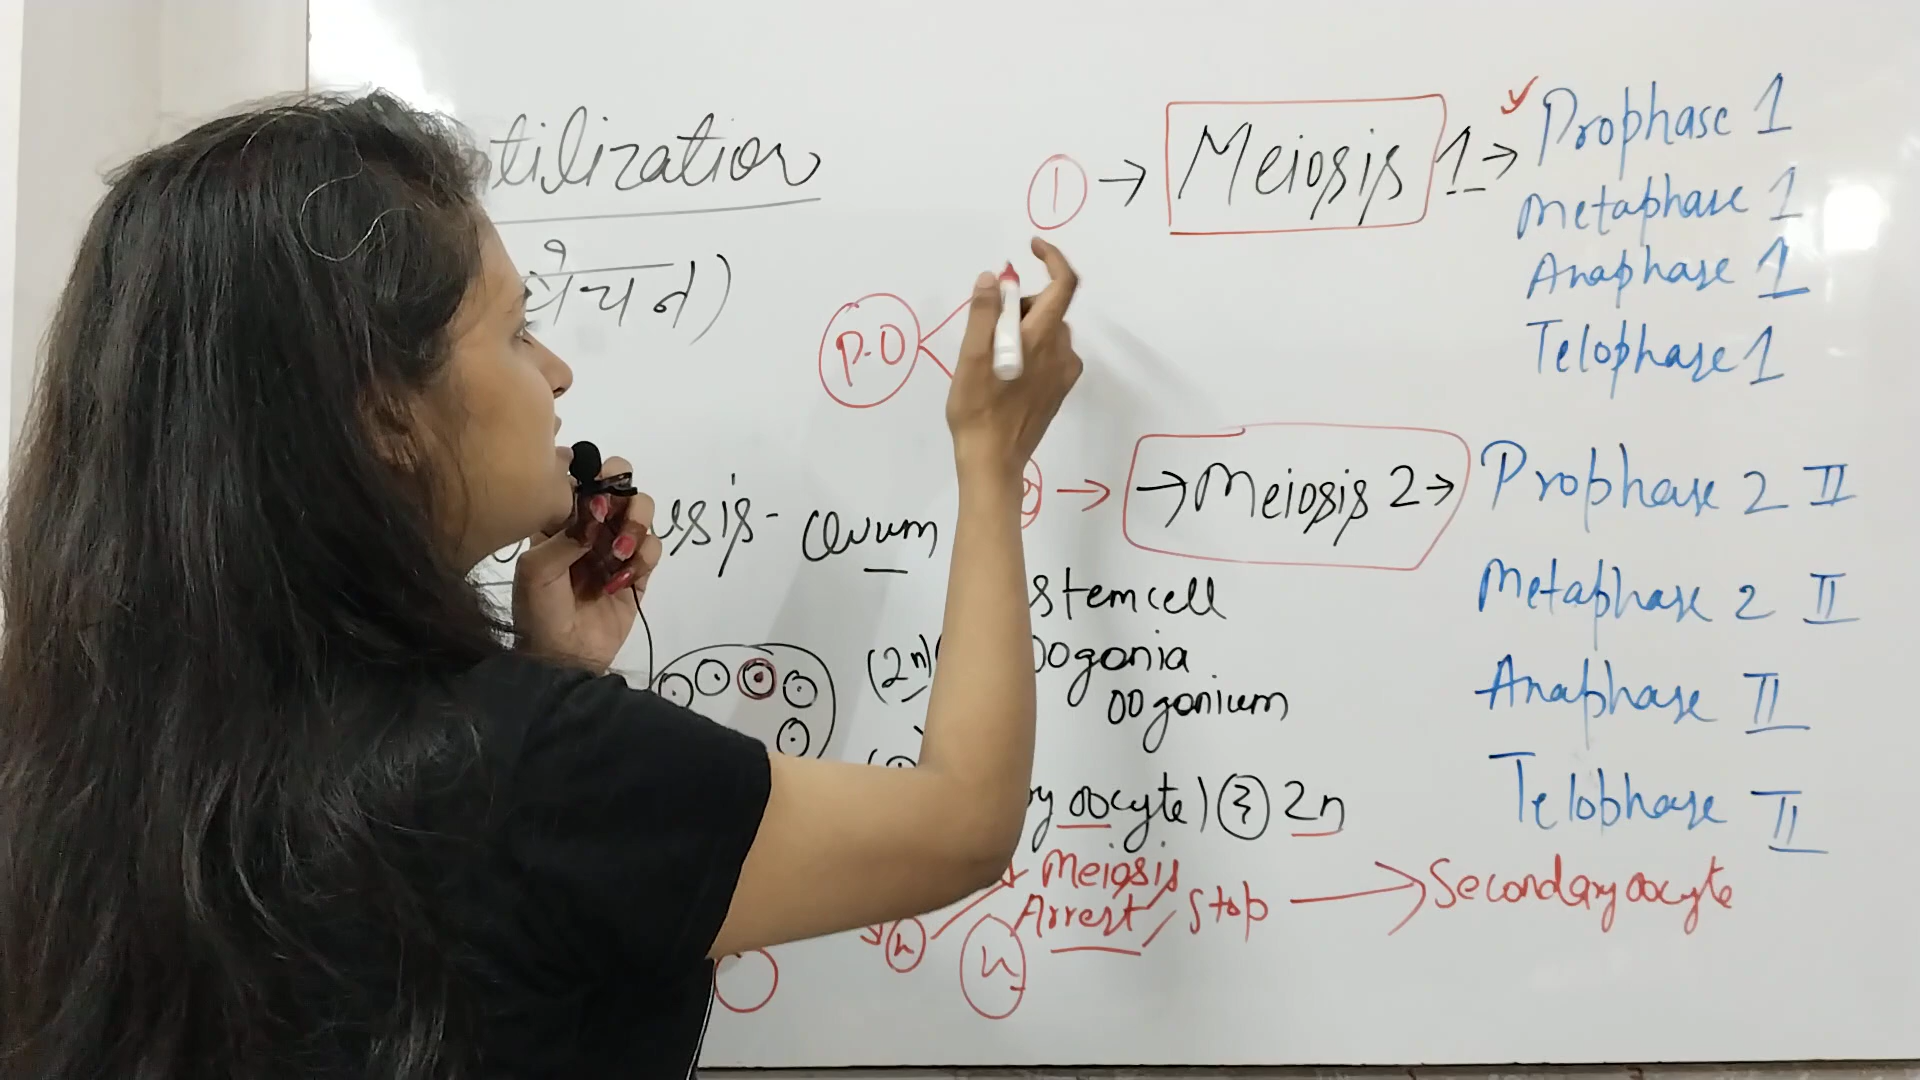 tilization
① → Meiosis 1 →
Prophase 1
Metaphase 1
Anaphase 1
Telophase 1
चन)
P.O
→ → Meiosis 2 →
Prophase 2 II
Metaphase 2 II
Anaphase II
Telophase II
sis - Ovum
stem cell
(2n) oogonia
oogonium
oocyte) ③ 2n
Meiosis
Arrest / Stop → Secondary oocyte
n
n